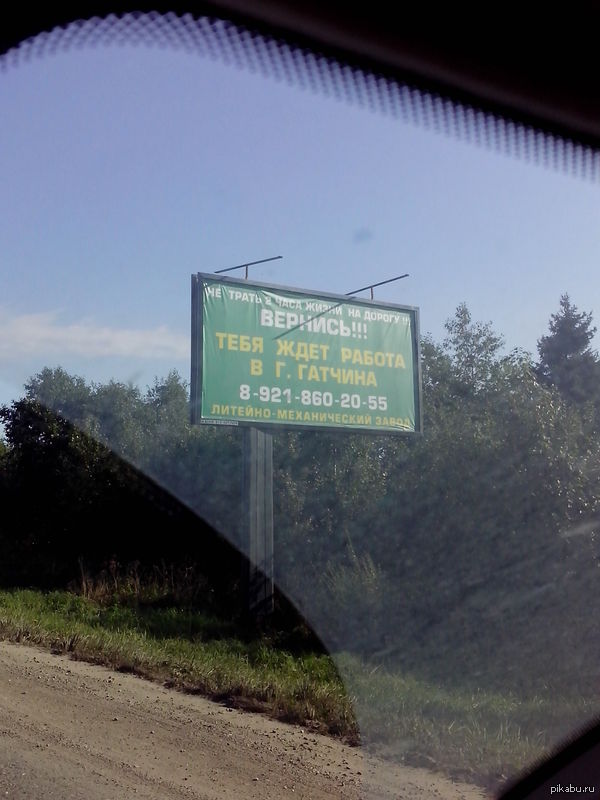 НЕ ТРАТЬ 2 ЧАСА ЖИЗНИ НА ДОРОГУ !!!
ВЕРНИСЬ!!!
ТЕБЯ ЖДЕТ РАБОТА
В Г. ГАТЧИНА
8-921-860-20-55
ЛИТЕЙНО-МЕХАНИЧЕСКИЙ ЗАВОД
pikabu.ru